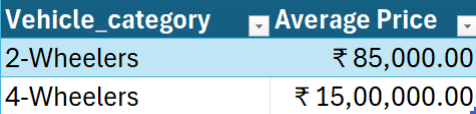 Vehicle_category Average Price
2-Wheelers ₹ 85,000.00
4-Wheelers ₹ 15,00,000.00